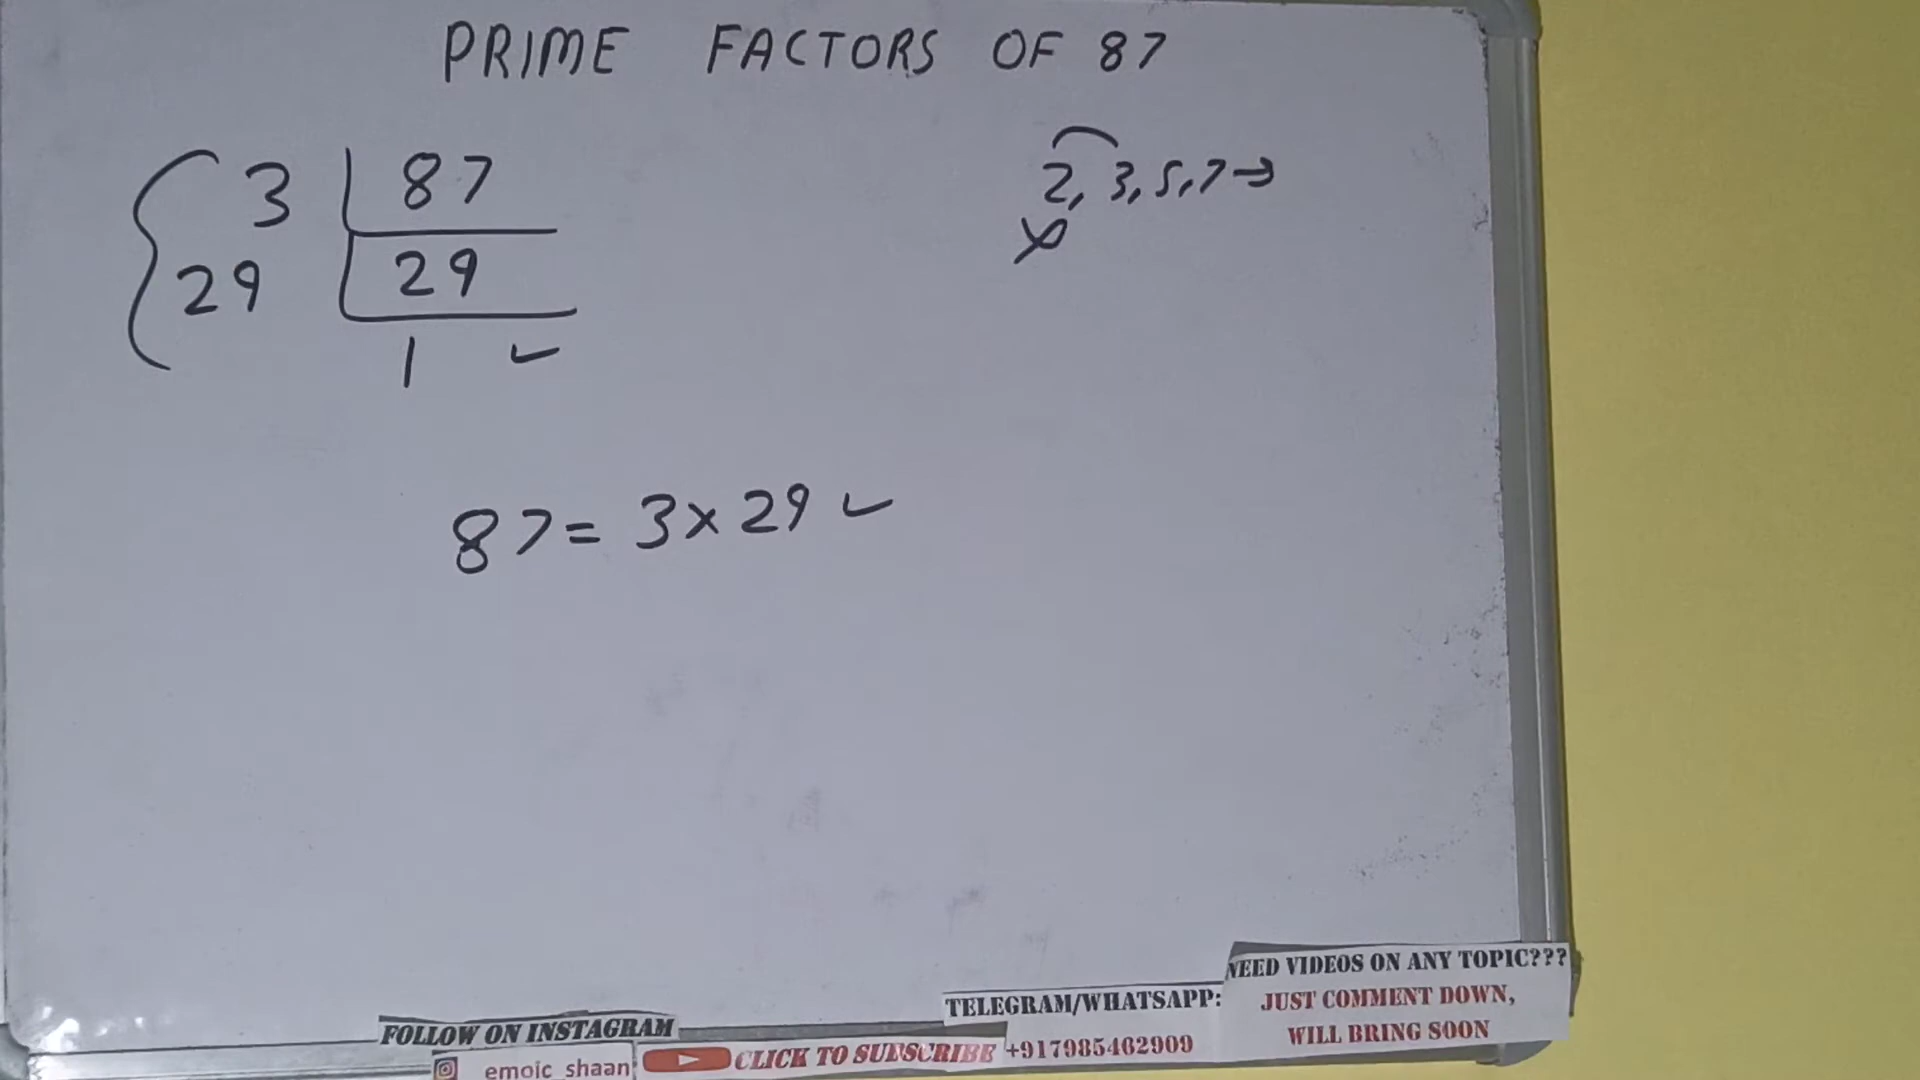 PRIME FACTORS OF 87
3 87
2, 3, 5, 7 →
29 29
1 ✓
87 = 3 x 29 ✓
NEED VIDEOS ON ANY TOPIC???
JUST COMMENT DOWN,
WILL BRING SOON
TELEGRAM/WHATSAPP:
+917985462909
FOLLOW ON INSTAGRAM
emoic_shaan
CLICK TO SUBSCRIBE